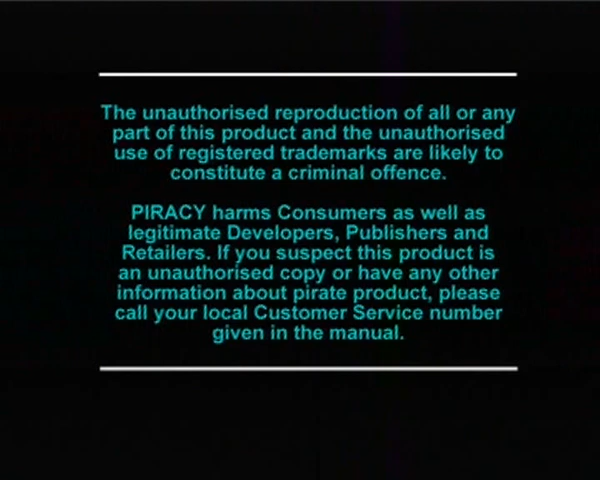 The unauthorised reproduction of all or any
part of this product and the unauthorised
use of registered trademarks are likely to
constitute a criminal offence.
PIRACY harms Consumers as well as
legitimate Developers, Publishers and
Retailers. If you suspect this product is
an unauthorised copy or have any other
information about pirate product, please
call your local Customer Service number
given in the manual.